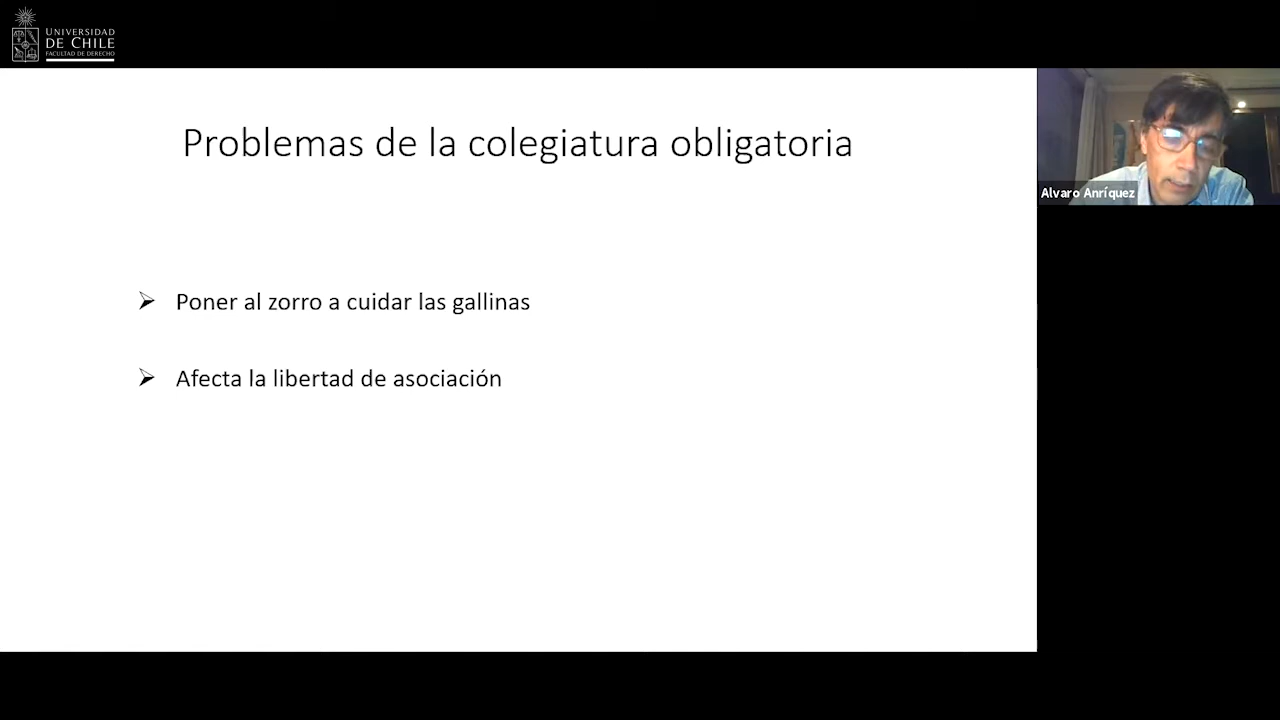 UNIVERSIDAD
DE CHILE
FACULTAD DE DERECHO
Problemas de la colegiatura obligatoria
Alvaro Anríquez
➢ Poner al zorro a cuidar las gallinas
➢ Afecta la libertad de asociación